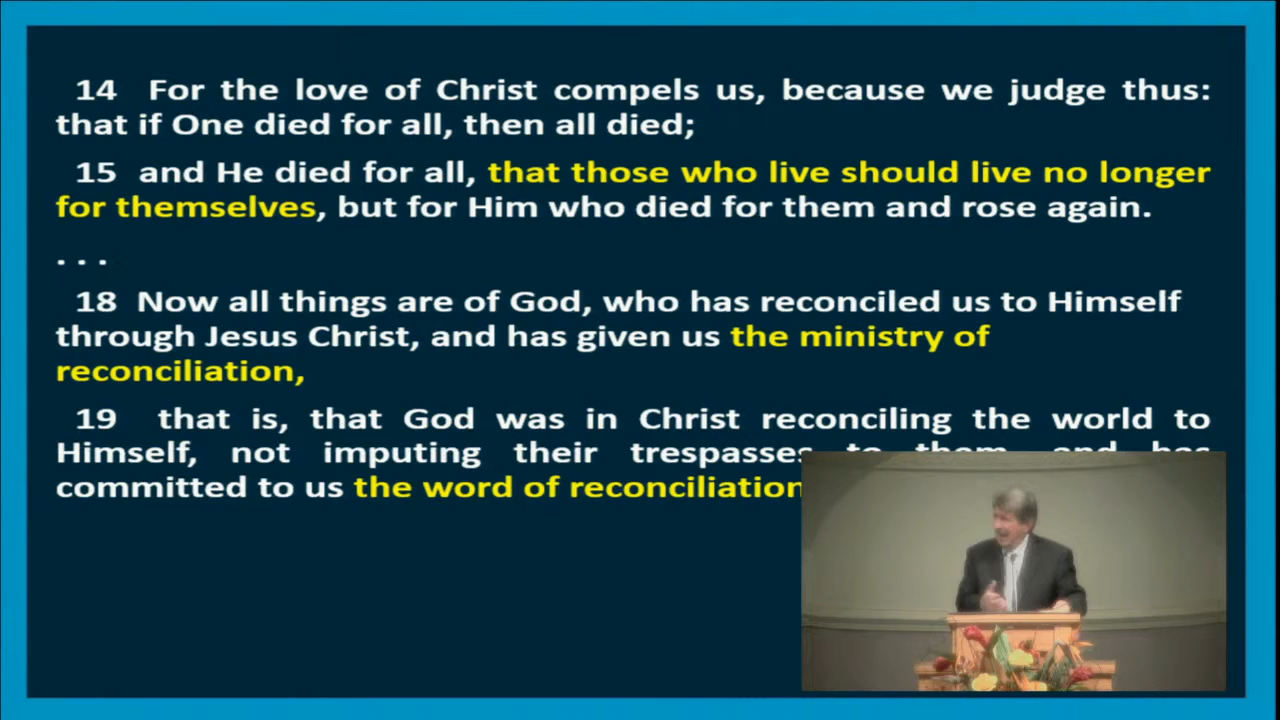 14 For the love of Christ compels us, because we judge thus:
that if One died for all, then all died;
15 and He died for all, that those who live should live no longer
for themselves, but for Him who died for them and rose again.
. . .
18 Now all things are of God, who has reconciled us to Himself
through Jesus Christ, and has given us the ministry of
reconciliation,
19 that is, that God was in Christ reconciling the world to
Himself, not imputing their trespasses to them, and has
committed to us the word of reconciliation